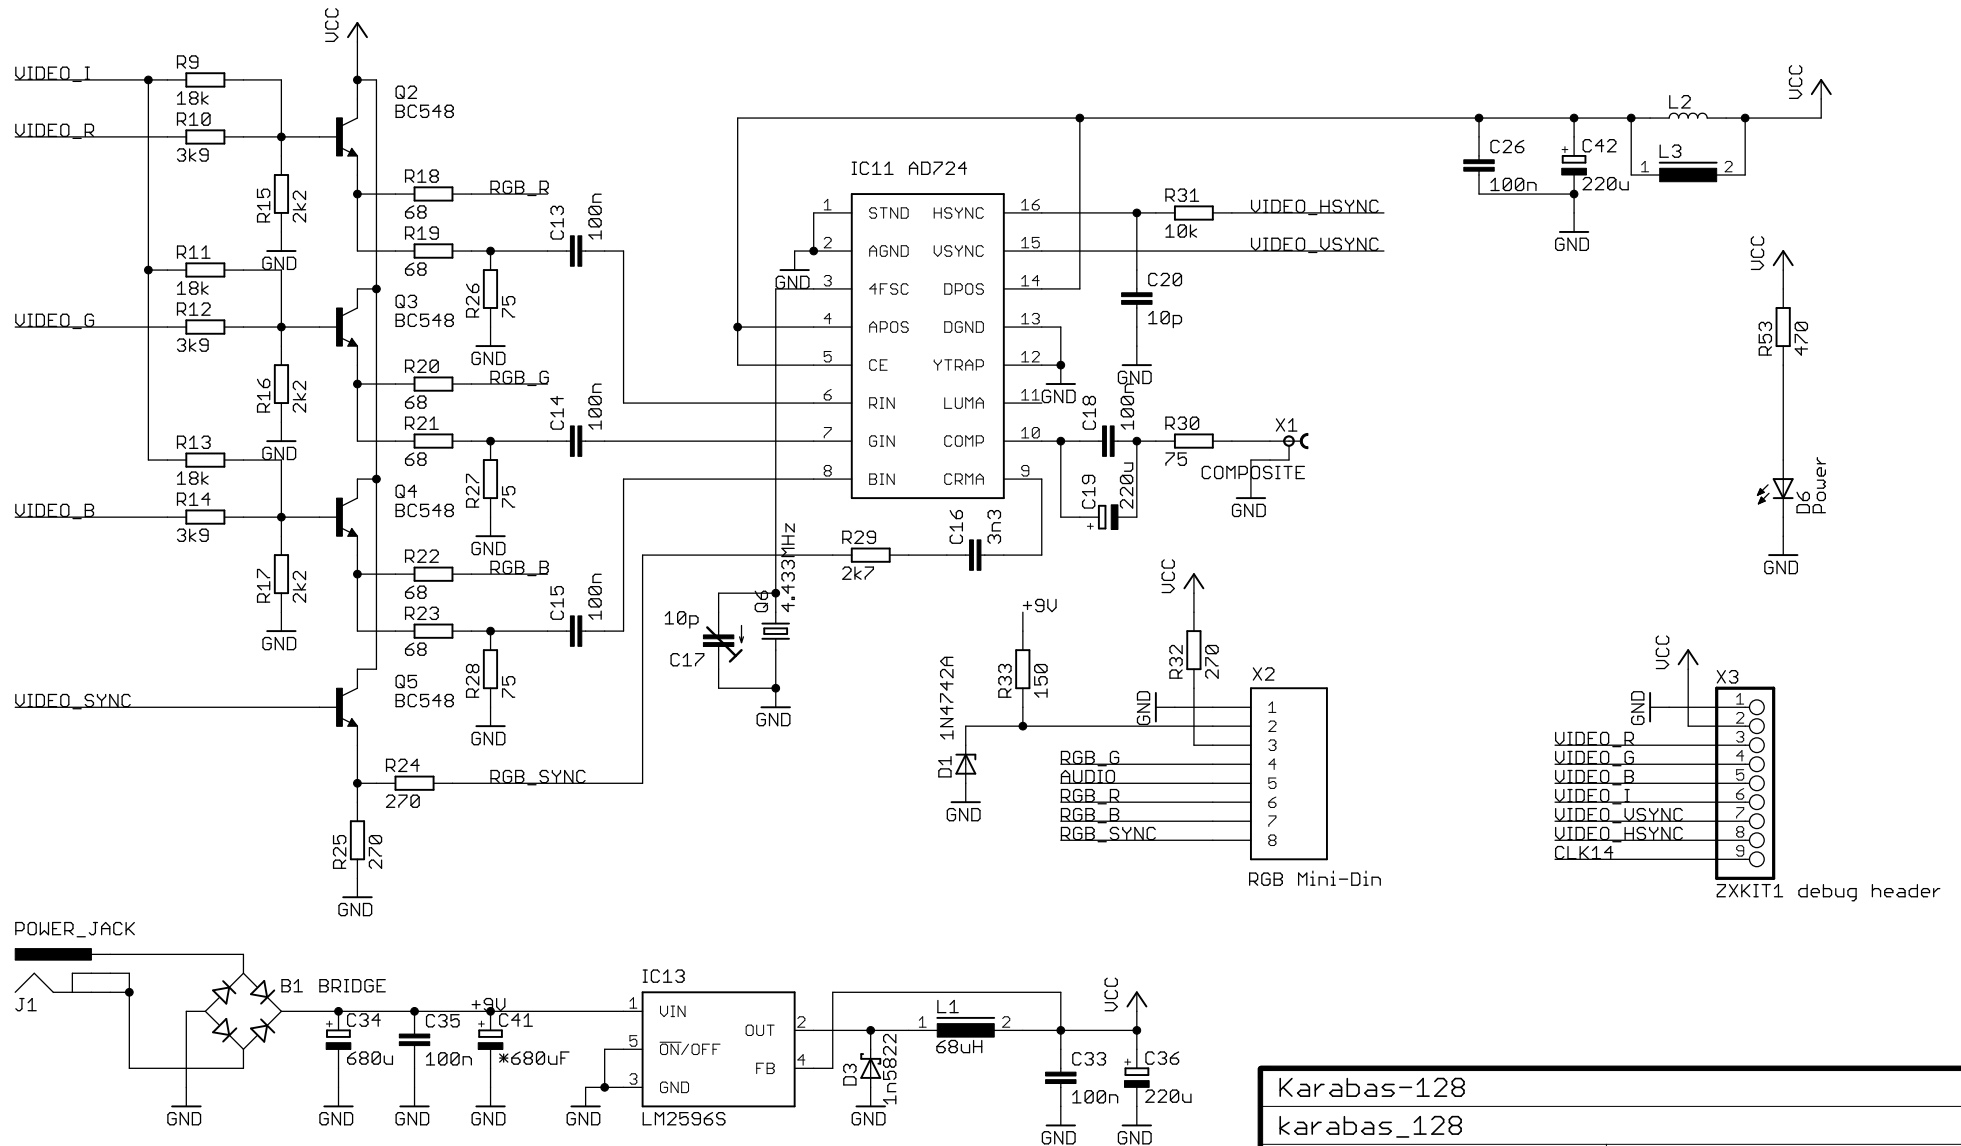 VCC
VIDEO_I
R9
18k
R10
VIDEO_R
3k9
Q2
BC548
R15
2k2
GND
R18
68
RGB_R
R19
68
C13
100n
R26
75
GND
R11
18k
R12
VIDEO_G
3k9
Q3
BC548
R16
2k2
GND
R20
68
RGB_G
R21
68
C14
100n
R27
75
GND
R13
18k
R14
VIDEO_B
3k9
Q4
BC548
R17
2k2
GND
R22
68
RGB_B
R23
68
C15
100n
R28
75
GND
VIDEO_SYNC
Q5
BC548
R24
270
RGB_SYNC
R25
270
GND
IC11 AD724
1 STND HSYNC 16
2 AGND VSYNC 15
3 4FSC DPOS 14
4 APOS DGND 13
5 CE YTRAP 12
6 RIN LUMA 11
7 GIN COMP 10
8 BIN CRMA 9
GND
R31
10k
VIDEO_HSYNC
VIDEO_VSYNC
C20
10p
GND
GND
C18
100n
C19
+
220u
R30
75
X1
COMPOSITE
GND
R29
2k7
C16
3n3
10p
C17
Q6
4.433MHz
GND
VCC
L2
L3
1 2
C26
100n
+
C42
220u
GND
VCC
R53
470
D6
Power
GND
+9V
R33
150
1N4742A
D1
GND
VCC
R32
270
GND
X2
1
2
3
RGB_G 4
AUDIO 5
RGB_R 6
RGB_B 7
RGB_SYNC 8
RGB Mini-Din
VCC
GND
X3
1
2
VIDEO_R 3
VIDEO_G 4
VIDEO_B 5
VIDEO_I 6
VIDEO_VSYNC 7
VIDEO_HSYNC 8
CLK14 9
ZXKIT1 debug header
POWER_JACK
J1
B1 BRIDGE
GND
+
C34
680u
GND
C35
100n
GND
+9V
+
C41
*680uF
GND
IC13
1 VIN
OUT 2
5 ON/OFF
FB 4
3 GND
LM2596S
GND
D3
1n5822
GND
L1
1 2
68uH
VCC
C33
100n
GND
+
C36
220u
GND
Karabas-128
karabas_128